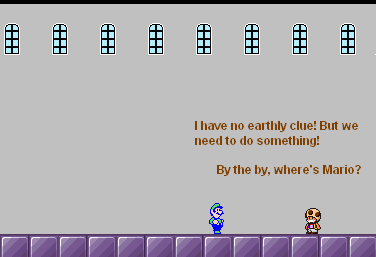 I have no earthly clue! But we
need to do something!
By the by, where's Mario?